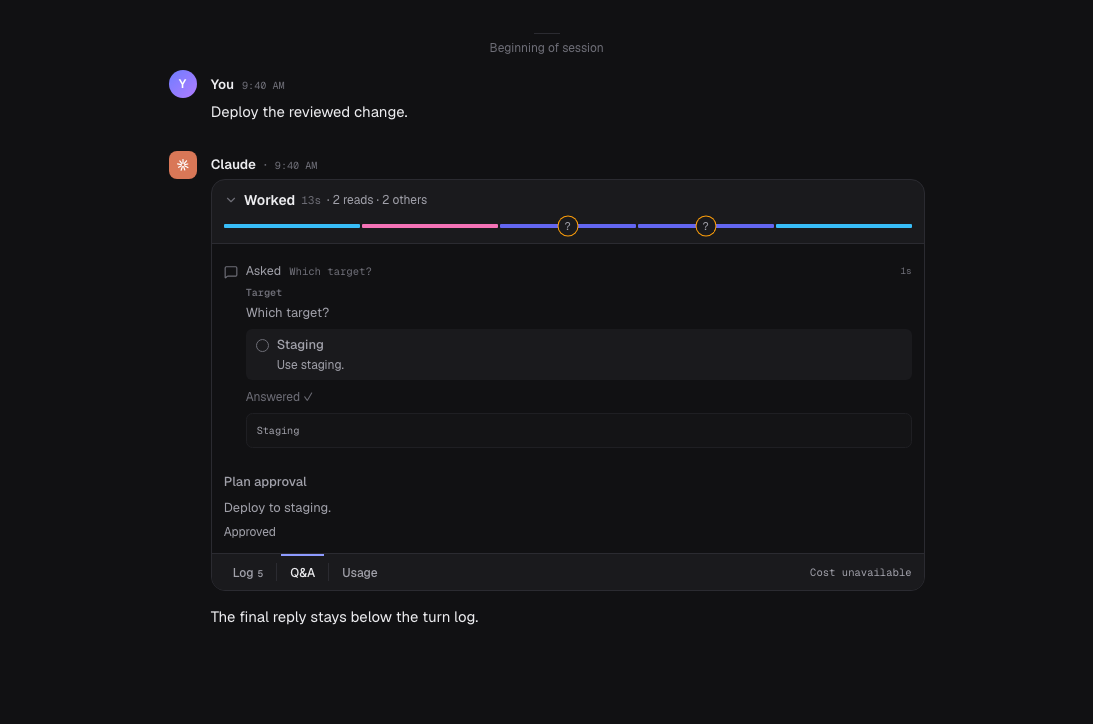 Beginning of session
Y
You 9:40 AM
Deploy the reviewed change.
Claude · 9:40 AM
Worked 13s · 2 reads · 2 others
? ?
Asked Which target? 1s
Target
Which target?
Staging
Use staging.
Answered ✓
Staging
Plan approval
Deploy to staging.
Approved
Log 5 Q&A Usage Cost unavailable
The final reply stays below the turn log.